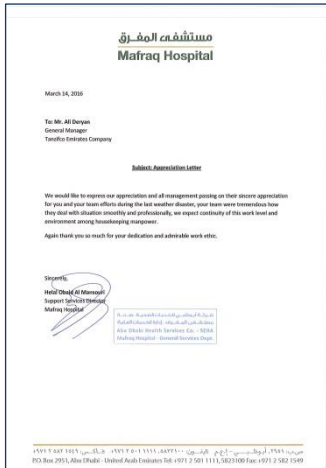 مستشفى المفرق
Mafraq Hospital
March 14, 2016
To: Mr. Ali Deryan
General Manager
Tanzifco Emirates Company
Subject: Appreciation Letter
We would like to express our appreciation and all management passing on their sincere appreciation
for you and your team efforts during the last weather disaster, your team were tremendous how
they deal with situation smoothly and professionally, we expect continuity of this work level and
environment among housekeeping manpower.
Again thank you so much for your dedication and admirable work ethic.
Sincerely,
Helal Obaid Al Mansouri
Support Services Director
Mafraq Hospital
Abu Dhabi Health Services Co. - SEHA
Mafraq Hospital - General Services Dept.
P.O. Box 2951, Abu Dhabi - United Arab Emirates Tel: +971 2 501 1111, 5823100 Fax: +971 2 582 1549